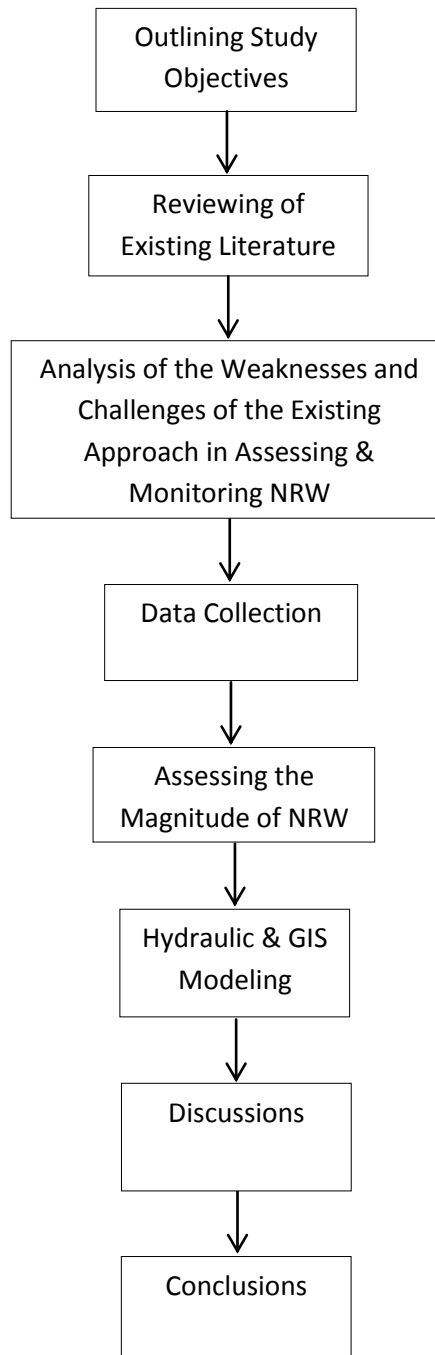 Outlining Study
Objectives
Reviewing of
Existing Literature
Analysis of the Weaknesses and
Challenges of the Existing
Approach in Assessing &
Monitoring NRW
Data Collection
Assessing the
Magnitude of NRW
Hydraulic & GIS
Modeling
Discussions
Conclusions